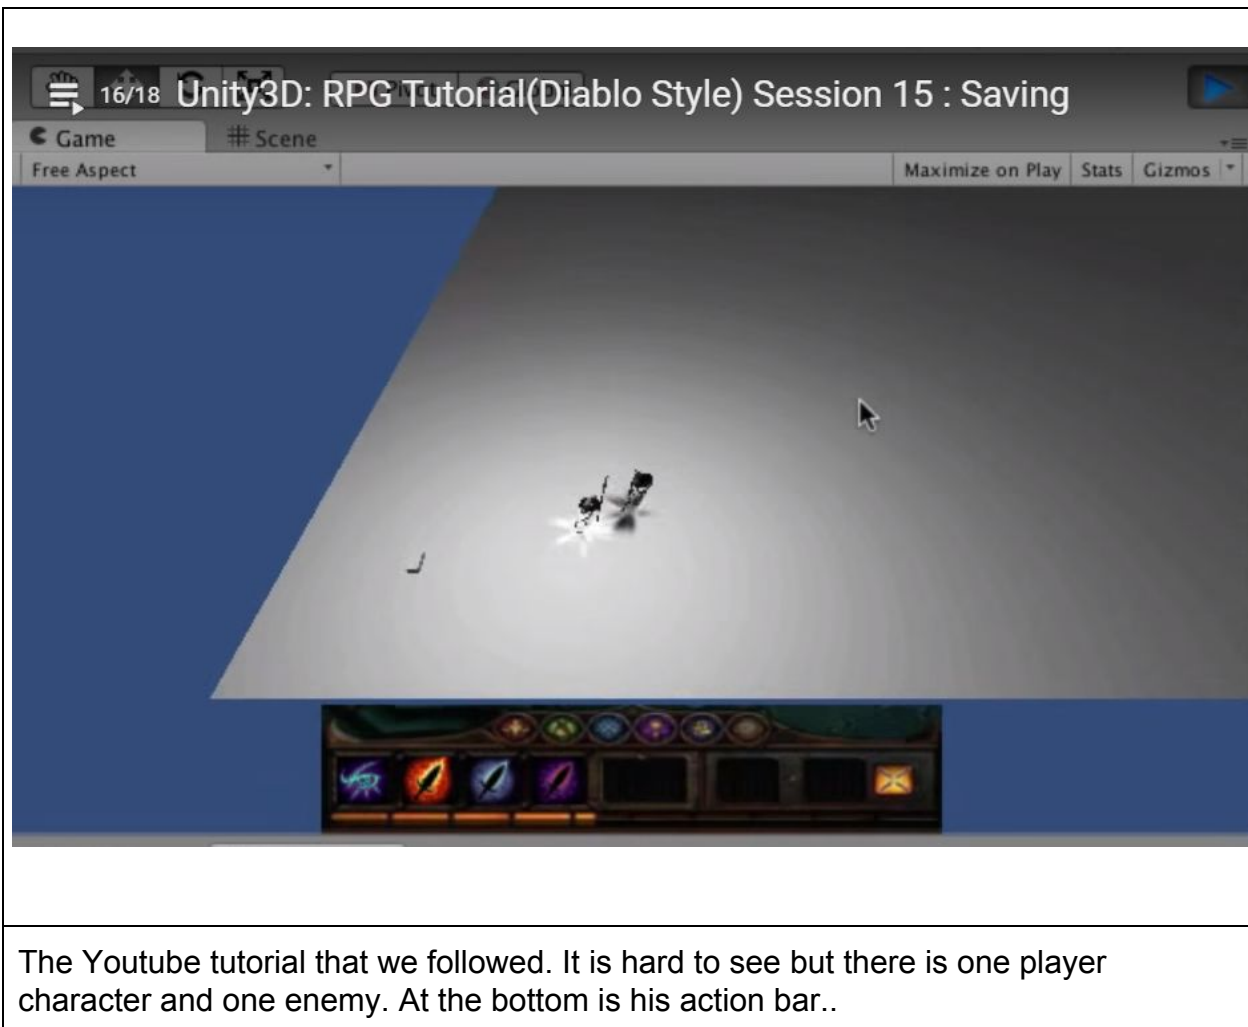 16/18 Unity3D: RPG Tutorial(Diablo Style) Session 15 : Saving
Game Scene
Free Aspect Maximize on Play Stats Gizmos
The Youtube tutorial that we followed. It is hard to see but there is one player
character and one enemy. At the bottom is his action bar..